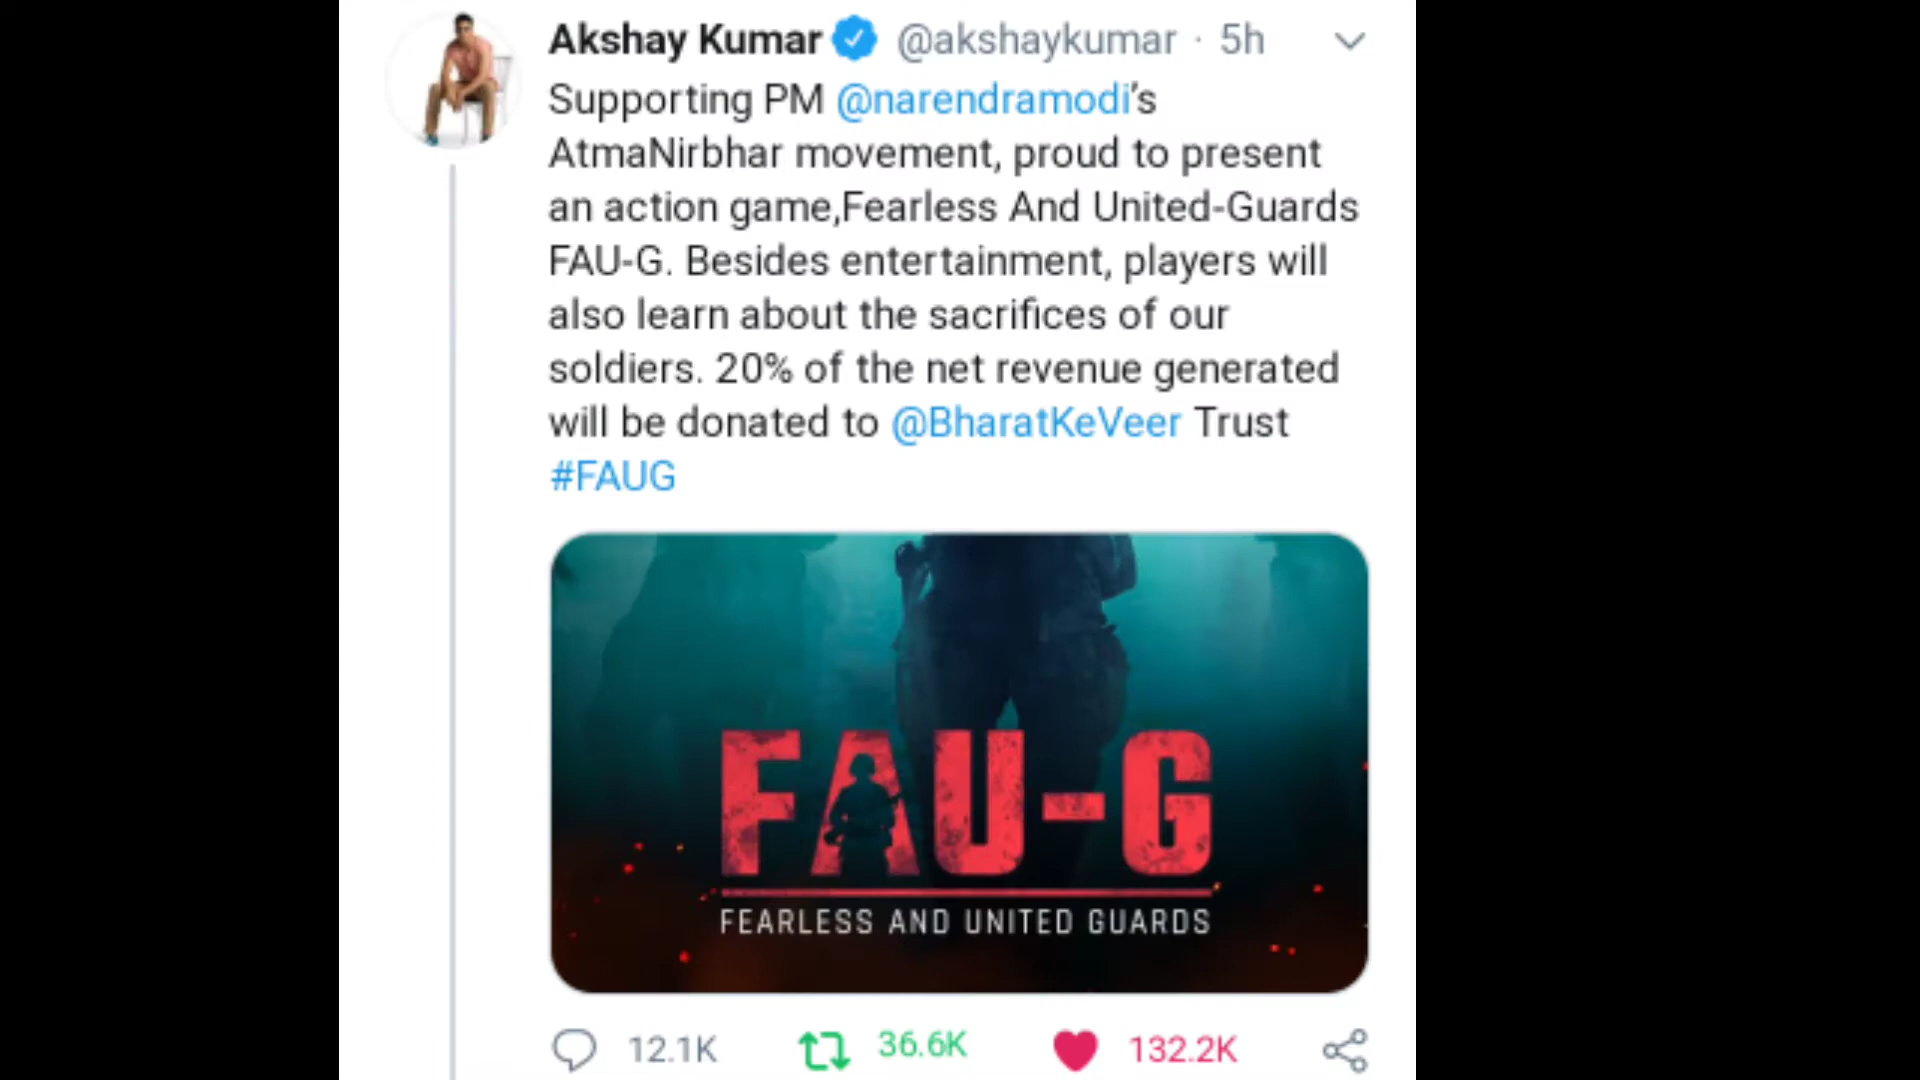 Akshay Kumar @akshaykumar · 5h
Supporting PM @narendramodi's
AtmaNirbhar movement, proud to present
an action game,Fearless And United-Guards
FAU-G. Besides entertainment, players will
also learn about the sacrifices of our
soldiers. 20% of the net revenue generated
will be donated to @BharatKeVeer Trust
#FAUG
FAU-G
FEARLESS AND UNITED GUARDS
12.1K 36.6K 132.2K